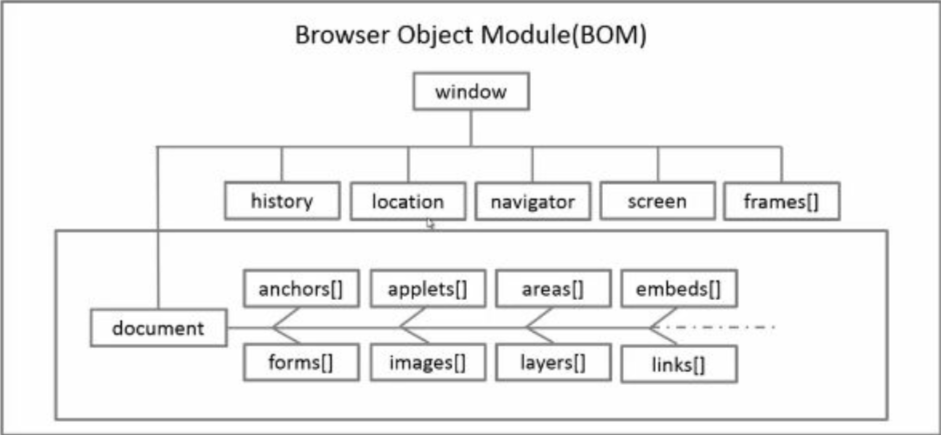 Browser Object Module(BOM)
window
history location navigator screen frames[]
anchors[] applets[] areas[] embeds[]
document
forms[] images[] layers[] links[]